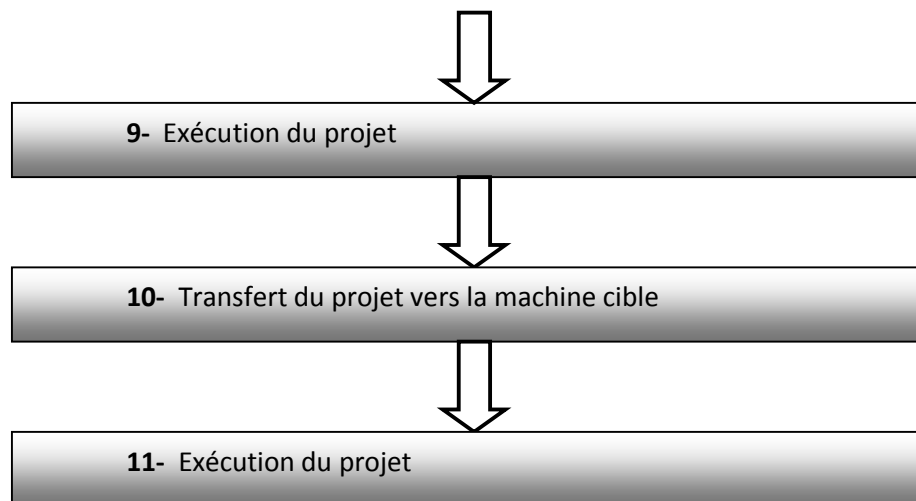 9- Exécution du projet
10- Transfert du projet vers la machine cible
11- Exécution du projet